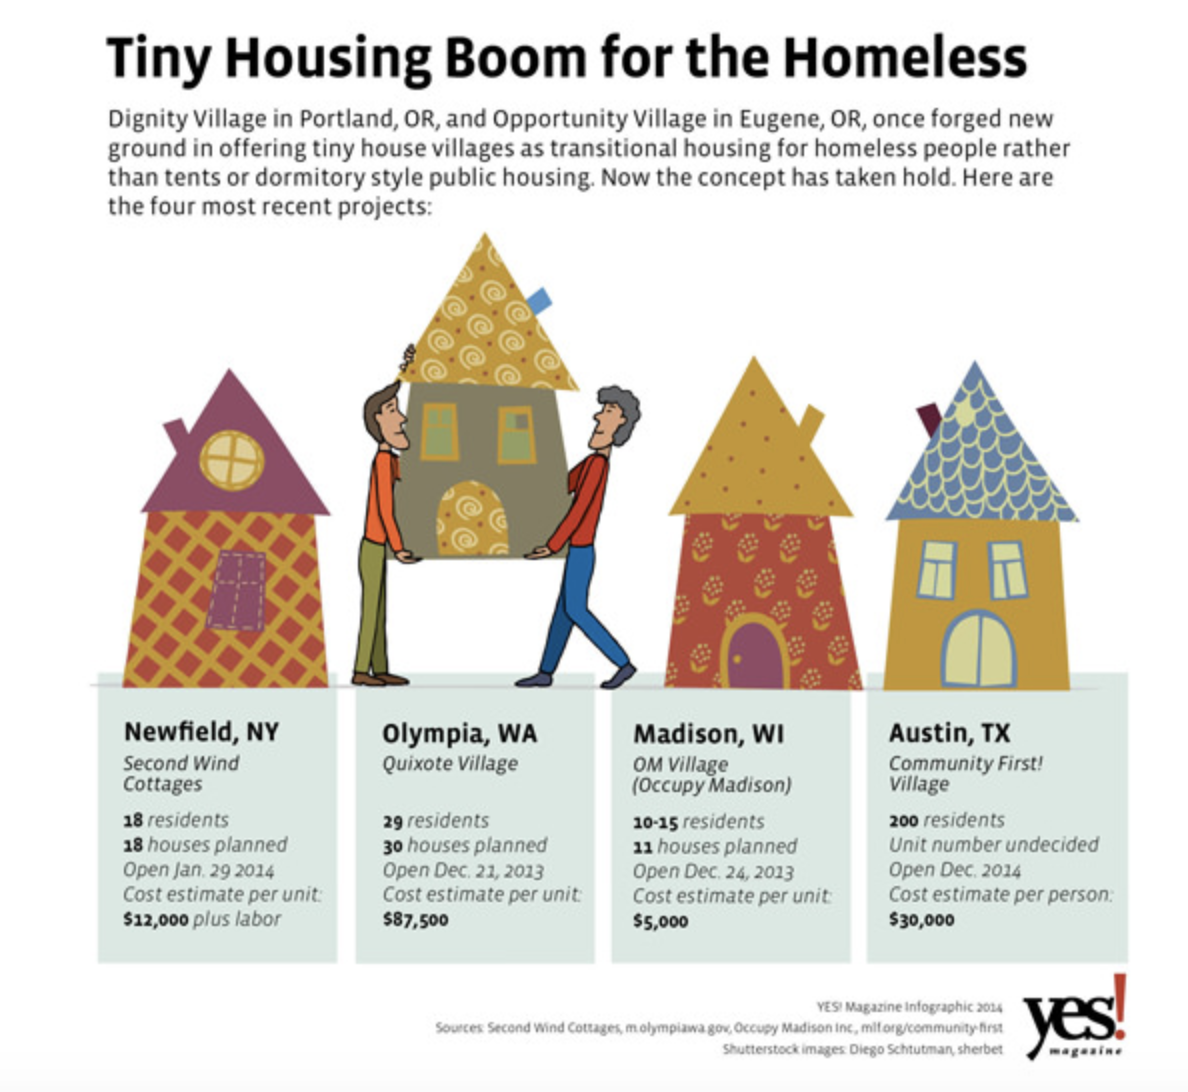 Tiny Housing Boom for the Homeless
Dignity Village in Portland, OR, and Opportunity Village in Eugene, OR, once forged new
ground in offering tiny house villages as transitional housing for homeless people rather
than tents or dormitory style public housing. Now the concept has taken hold. Here are
the four most recent projects:
Newfield, NY
Second Wind
Cottages
18 residents
18 houses planned
Open Jan. 29 2014
Cost estimate per unit:
$12,000 plus labor
Olympia, WA
Quixote Village
29 residents
30 houses planned
Open Dec. 21, 2013
Cost estimate per unit:
$87,500
Madison, WI
OM Village
(Occupy Madison)
10-15 residents
11 houses planned
Open Dec. 24, 2013
Cost estimate per unit:
$5,000
Austin, TX
Community First!
Village
200 residents
Unit number undecided
Open Dec. 2014
Cost estimate per person:
$30,000
YES! Magazine Infographic 2014
Sources: Second Wind Cottages, m.olympiawa.gov, Occupy Madison Inc., mlf.org/community-first
Shutterstock images: Diego Schtutman, sherbet
yes!
magazine